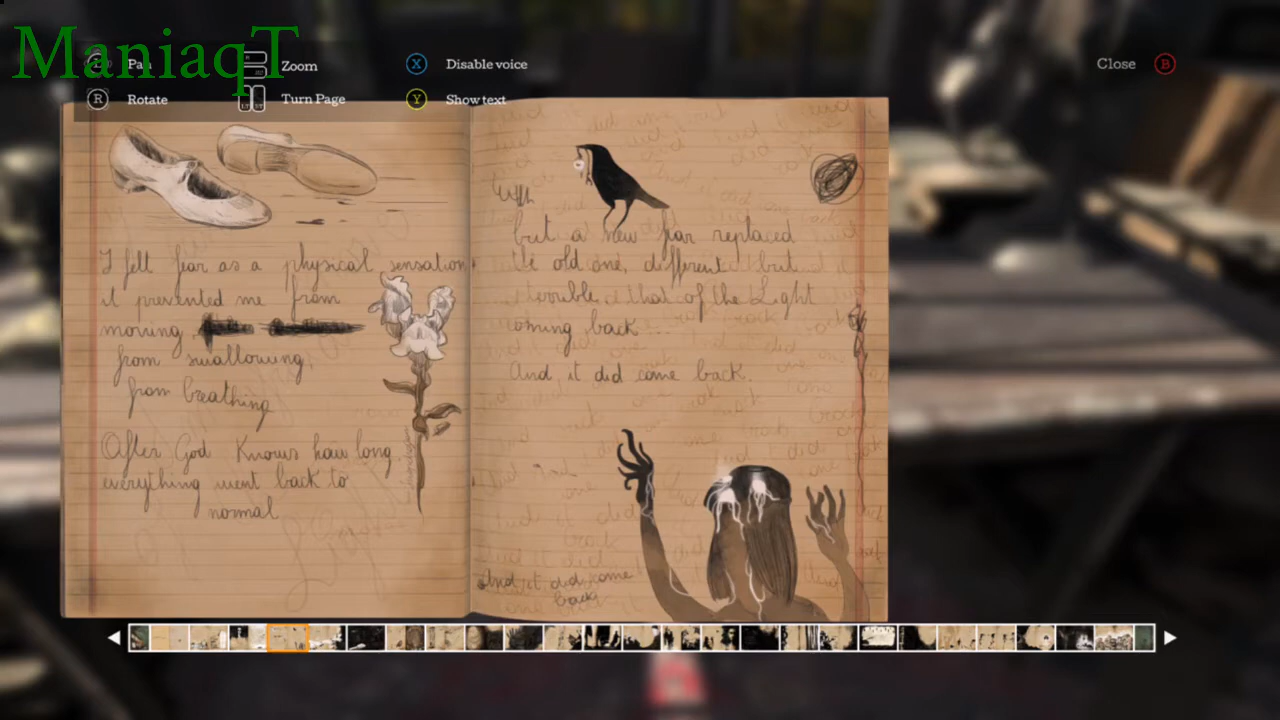 ManiaqT
Pan
Zoom
X Disable voice
Close B
R Rotate
Turn Page
Y Show text
I fell fear as a physical sensation
it prevented me from
moving
from swallowing
from breathing
After God Knows how long
everything went back to
normal
but a new fear replaced
the old one, different but
terrible, that of the Light
coming back ...
And it did come back.
And it did come
back